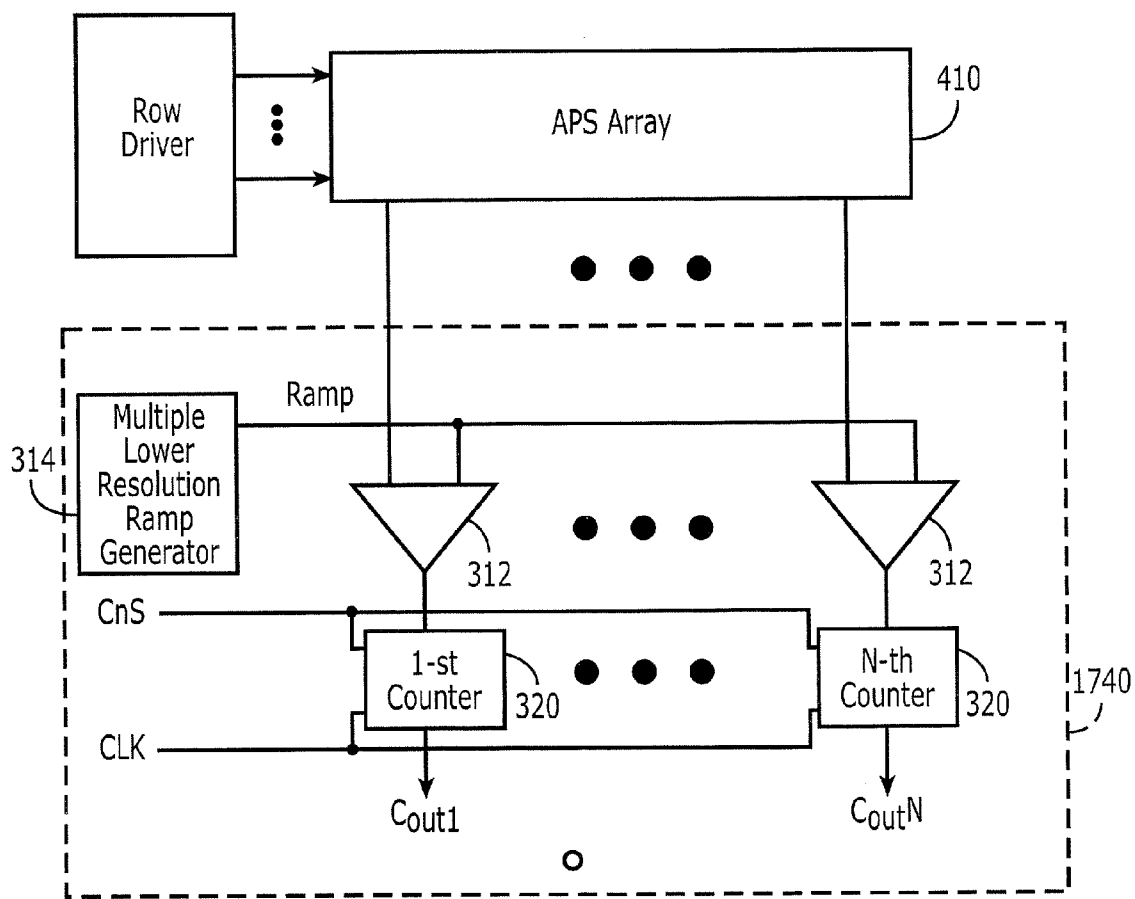 Row
Driver
APS Array
410
Ramp
Multiple
Lower
Resolution
Ramp
Generator
314
312
312
CnS
1-st
Counter
320
N-th
Counter
320
1740
CLK
Cout1
CoutN